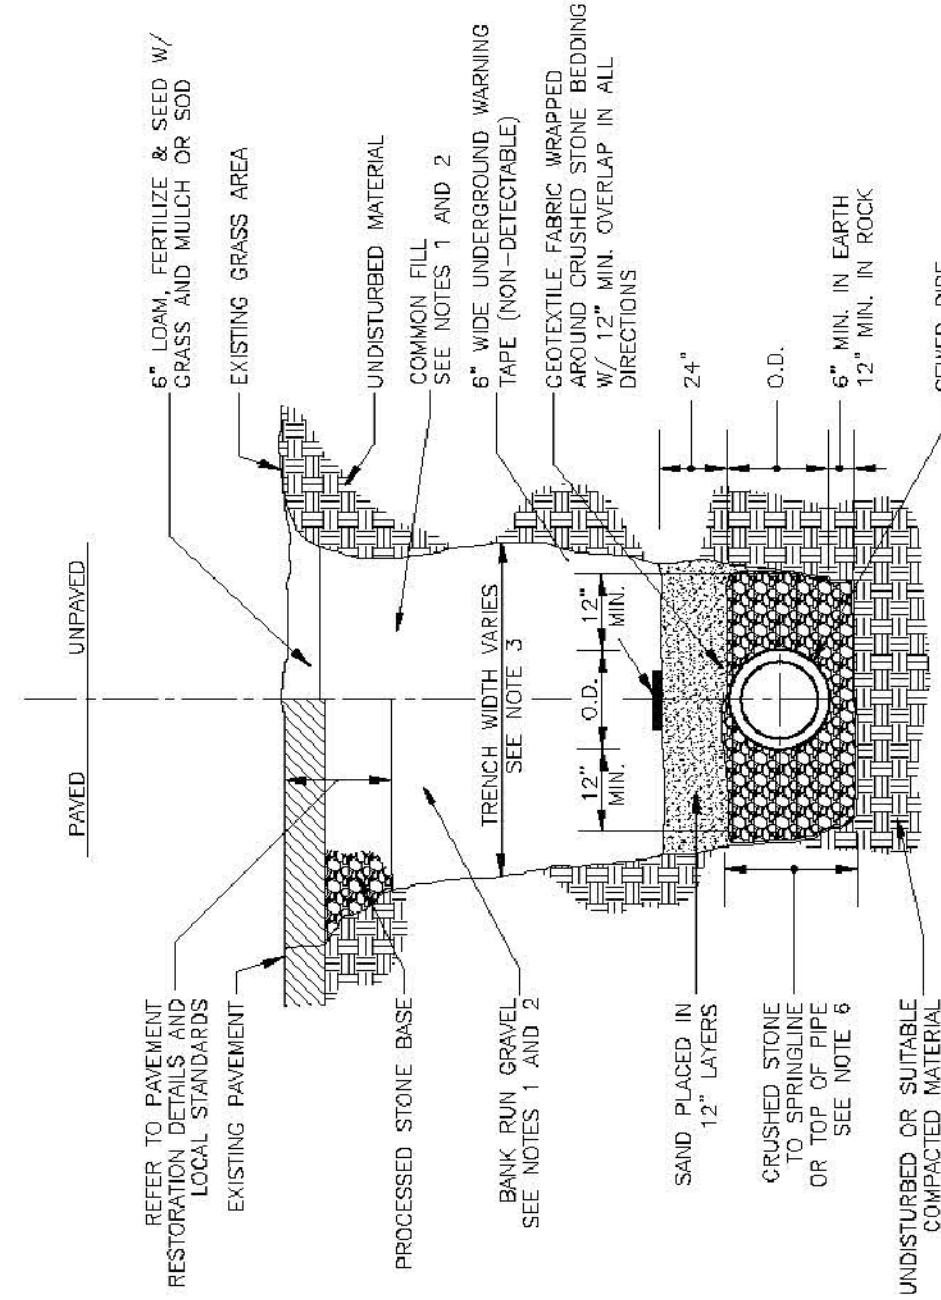 PAVED
UNPAVED
REFER TO PAVEMENT
RESTORATION DETAILS AND
LOCAL STANDARDS
EXISTING PAVEMENT
PROCESSED STONE BASE
BANK RUN GRAVEL
SEE NOTES 1 AND 2
SAND PLACED IN
12" LAYERS
CRUSHED STONE
TO SPRINGLINE
OR TOP OF PIPE
SEE NOTE 6
UNDISTURBED OR SUITABLE
COMPACTED MATERIAL
TRENCH WIDTH VARIES
SEE NOTE 3
12"
MIN.
O.D.
12"
MIN.
6" LOAM, FERTILIZE & SEED W/
GRASS AND MULCH OR SOD
EXISTING GRASS AREA
UNDISTURBED MATERIAL
COMMON FILL
SEE NOTES 1 AND 2
6" WIDE UNDERGROUND WARNING
TAPE (NON-DETECTABLE)
GEOTEXTILE FABRIC WRAPPED
AROUND CRUSHED STONE BEDDING
W/ 12" MIN. OVERLAP IN ALL
DIRECTIONS
24"
O.D.
6" MIN. IN EARTH
12" MIN. IN ROCK